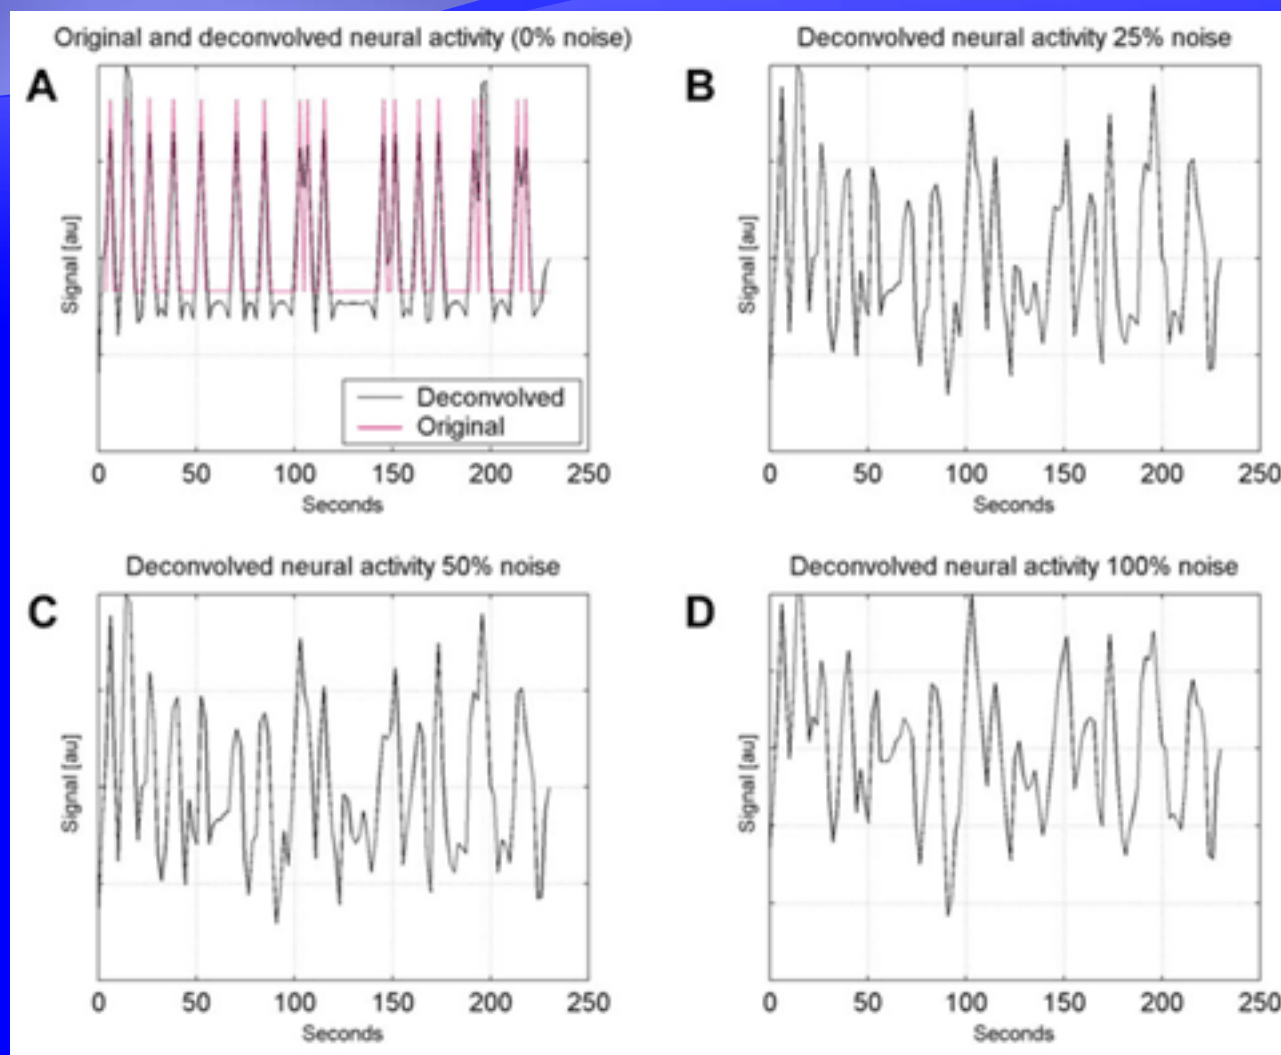 Original and deconvolved neural activity (0% noise)
A
Signal [au]
Deconvolved
Original
0 50 100 150 200 250
Seconds
Deconvolved neural activity 25% noise
B
Signal [au]
0 50 100 150 200 250
Seconds
Deconvolved neural activity 50% noise
C
Signal [au]
0 50 100 150 200 250
Seconds
Deconvolved neural activity 100% noise
D
Signal [au]
0 50 100 150 200 250
Seconds